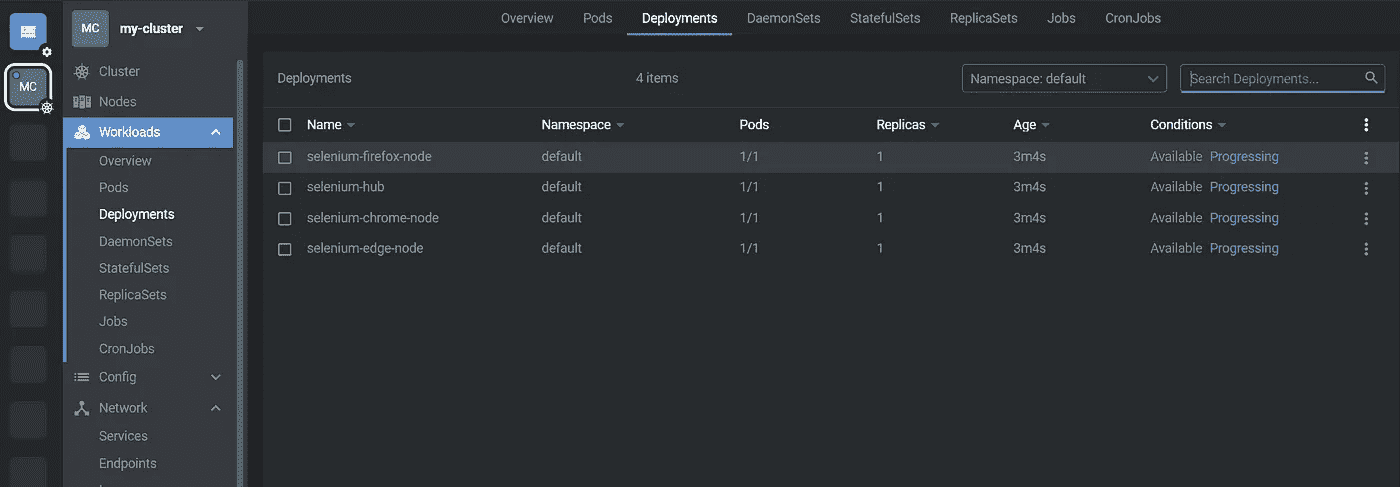 MC my-cluster
MC
Cluster
Nodes
Workloads
Overview
Pods
Deployments
DaemonSets
StatefulSets
ReplicaSets
Jobs
CronJobs
Config
Network
Services
Endpoints
Overview Pods Deployments DaemonSets StatefulSets ReplicaSets Jobs CronJobs
Deployments 4 items Namespace: default Search Deployments...
Name Namespace Pods Replicas Age Conditions
selenium-firefox-node default 1/1 1 3m4s Available Progressing
selenium-hub default 1/1 1 3m4s Available Progressing
selenium-chrome-node default 1/1 1 3m4s Available Progressing
selenium-edge-node default 1/1 1 3m4s Available Progressing